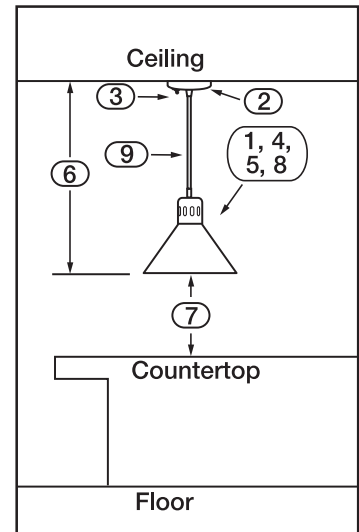 Ceiling
3
2
9
1, 4,
5, 8
6
7
Countertop
Floor